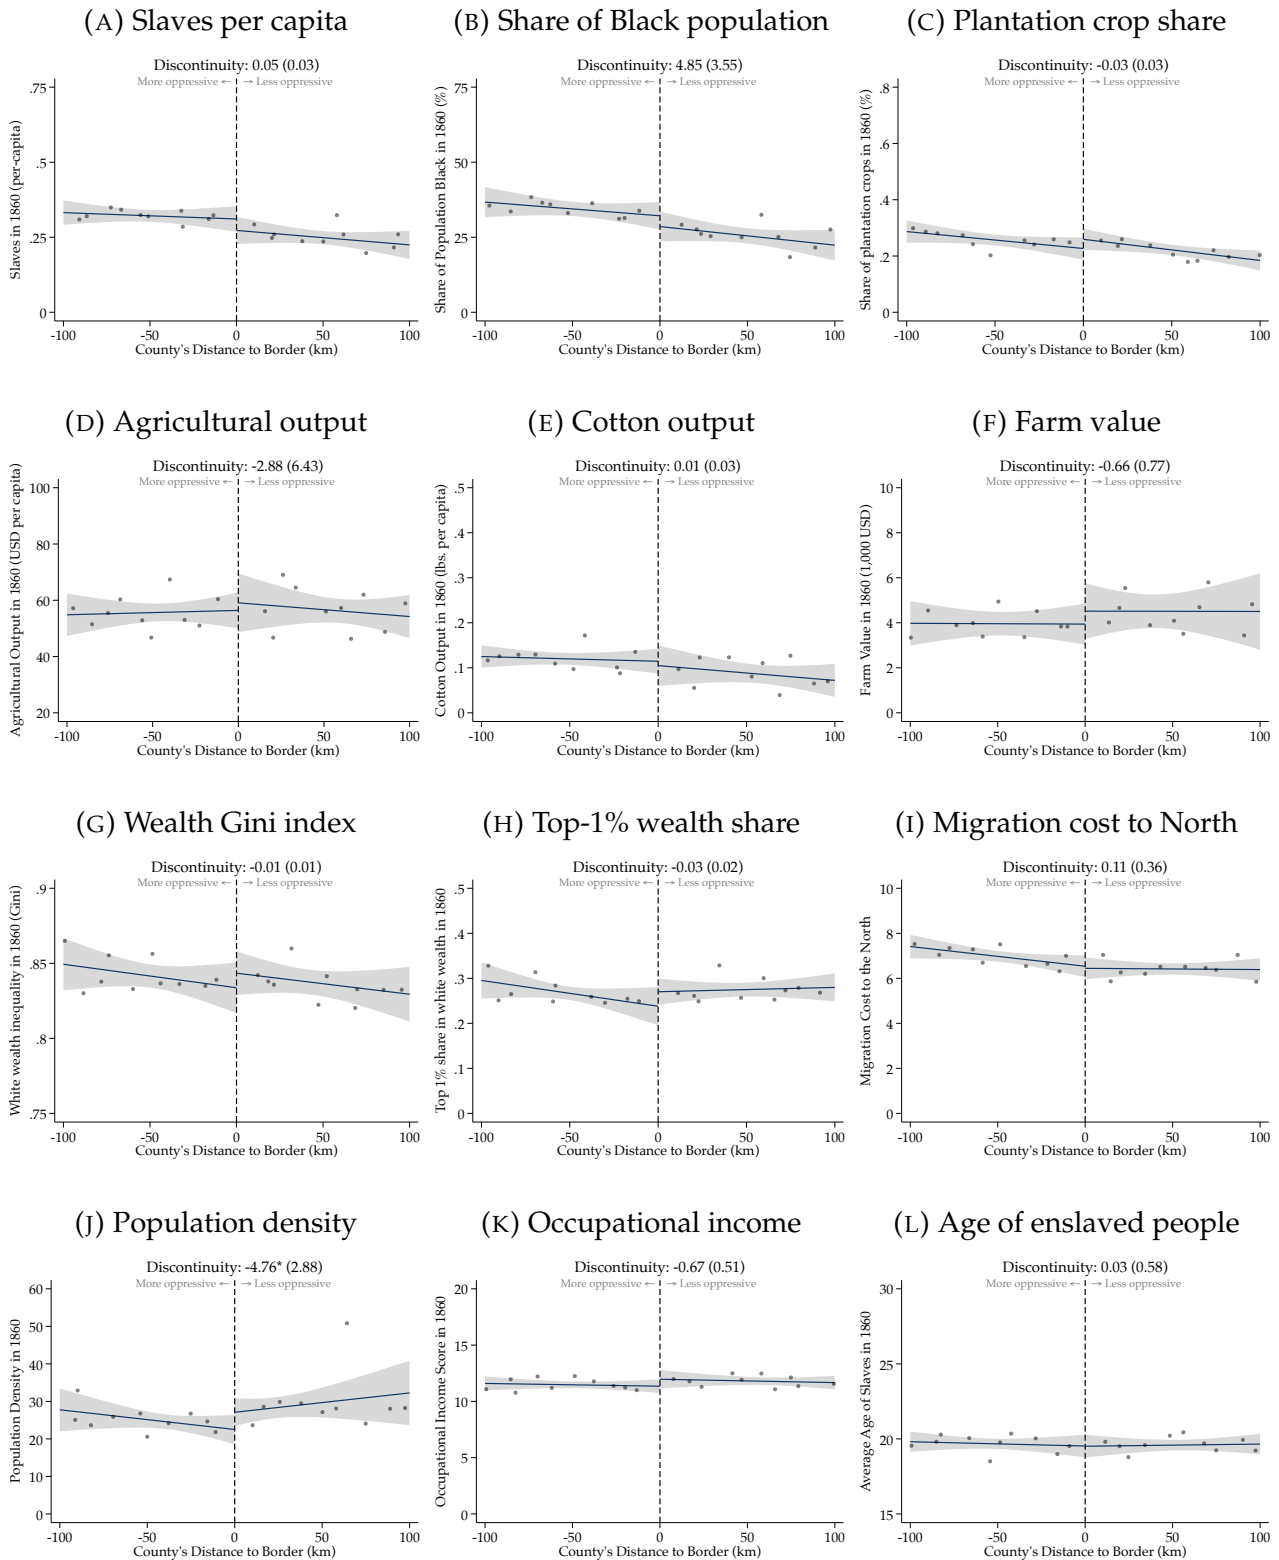 (A) Slaves per capita
Discontinuity: 0.05 (0.03)
More oppressive ← → Less oppressive
Slaves in 1860 (per-capita)
.75
.5
.25
0
-100 -50 0 50 100
County's Distance to Border (km)
(B) Share of Black population
Discontinuity: 4.85 (3.55)
More oppressive ← → Less oppressive
Share of Population Black in 1860 (%)
75
50
25
0
-100 -50 0 50 100
County's Distance to Border (km)
(C) Plantation crop share
Discontinuity: -0.03 (0.03)
More oppressive ← → Less oppressive
Share of plantation crops in 1860 (%)
.8
.6
.4
.2
0
-100 -50 0 50 100
County's Distance to Border (km)
(D) Agricultural output
Discontinuity: -2.88 (6.43)
More oppressive ← → Less oppressive
Agricultural Output in 1860 (USD per capita)
100
80
60
40
20
-100 -50 0 50 100
County's Distance to Border (km)
(E) Cotton output
Discontinuity: 0.01 (0.03)
More oppressive ← → Less oppressive
Cotton Output in 1860 (lbs. per capita)
.5
.4
.3
.2
.1
0
-100 -50 0 50 100
County's Distance to Border (km)
(F) Farm value
Discontinuity: -0.66 (0.77)
More oppressive ← → Less oppressive
Farm Value in 1860 (1,000 USD)
10
8
6
4
2
0
-100 -50 0 50 100
County's Distance to Border (km)
(G) Wealth Gini index
Discontinuity: -0.01 (0.01)
More oppressive ← → Less oppressive
White wealth inequality in 1860 (Gini)
.9
.85
.8
.75
-100 -50 0 50 100
County's Distance to Border (km)
(H) Top-1% wealth share
Discontinuity: -0.03 (0.02)
More oppressive ← → Less oppressive
Top 1% share in white wealth in 1860
.5
.4
.3
.2
.1
0
-100 -50 0 50 100
County's Distance to Border (km)
(I) Migration cost to North
Discontinuity: 0.11 (0.36)
More oppressive ← → Less oppressive
Migration Cost to the North
10
8
6
4
2
0
-100 -50 0 50 100
County's Distance to Border (km)
(J) Population density
Discontinuity: -4.76* (2.88)
More oppressive ← → Less oppressive
Population Density in 1860
60
50
40
30
20
10
0
-100 -50 0 50 100
County's Distance to Border (km)
(K) Occupational income
Discontinuity: -0.67 (0.51)
More oppressive ← → Less oppressive
Occupational Income Score in 1860
20
15
10
5
0
-100 -50 0 50 100
County's Distance to Border (km)
(L) Age of enslaved people
Discontinuity: 0.03 (0.58)
More oppressive ← → Less oppressive
Average Age of Slaves in 1860
30
25
20
15
-100 -50 0 50 100
County's Distance to Border (km)